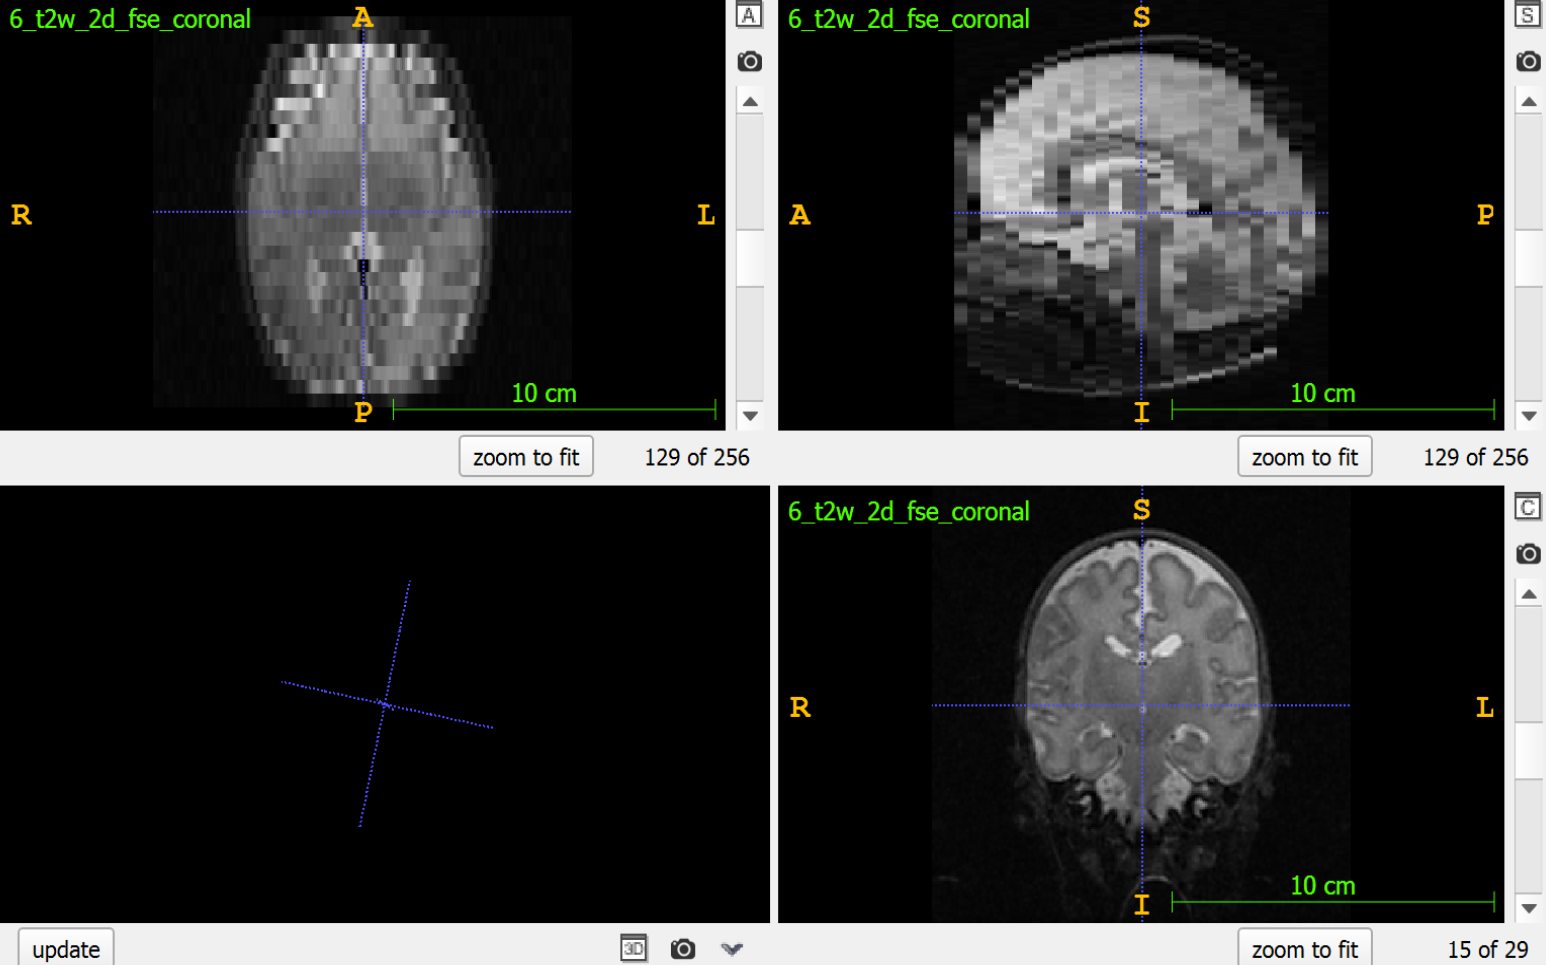 6_t2w_2d_fse_coronal
A
R
L
P
10 cm
A
zoom to fit
129 of 256
6_t2w_2d_fse_coronal
S
A
P
I
10 cm
S
zoom to fit
129 of 256
update
3D
6_t2w_2d_fse_coronal
S
R
L
I
10 cm
C
zoom to fit
15 of 29